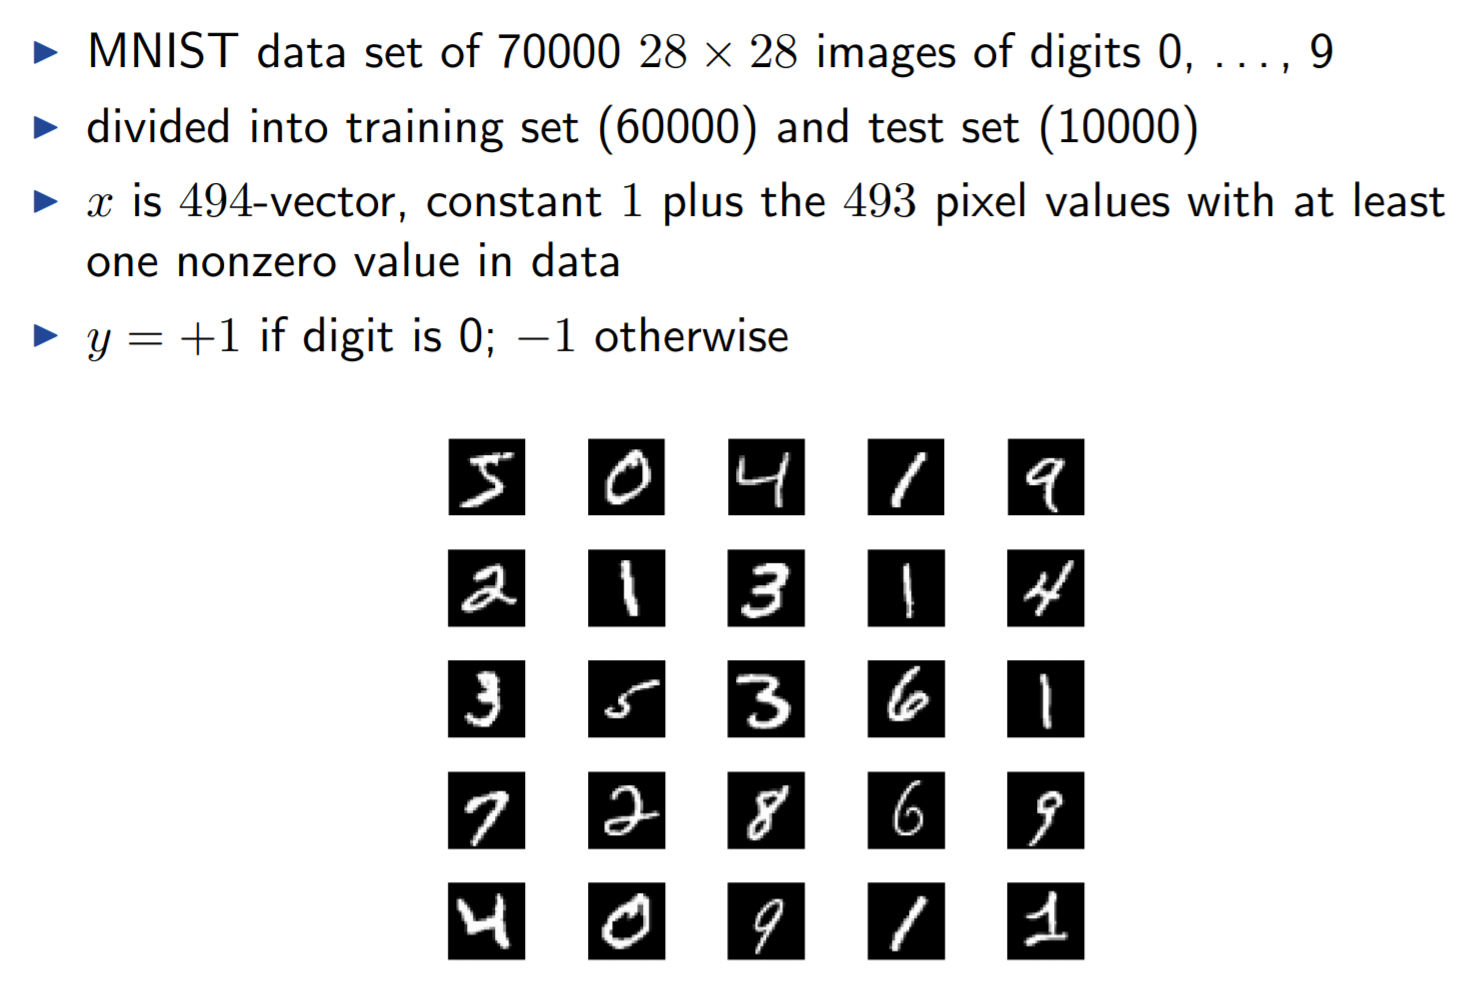 ▶ MNIST data set of 70000 28 × 28 images of digits 0, . . . , 9
▶ divided into training set (60000) and test set (10000)
▶ x is 494-vector, constant 1 plus the 493 pixel values with at least
one nonzero value in data
▶ y = +1 if digit is 0; −1 otherwise
5 0 4 1 9
2 1 3 1 4
3 5 3 6 1
7 2 8 6 9
4 0 9 1 1